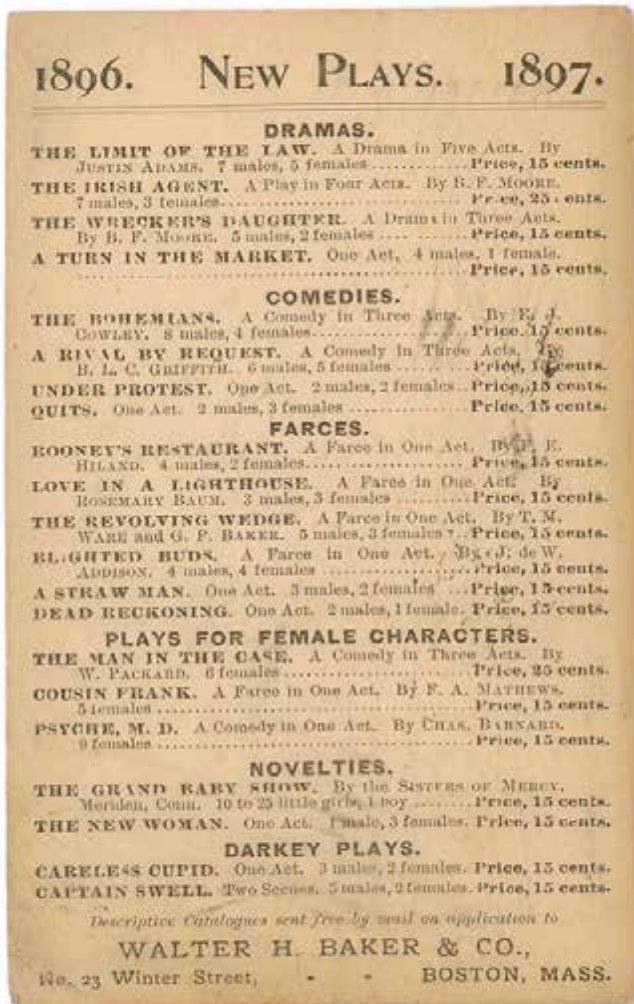 1896. NEW PLAYS. 1897.
DRAMAS.
THE LIMIT OF THE LAW. A Drama in Five Acts. By
JUSTIN ADAMS. 7 males, 5 females ............ Price, 15 cents.
THE IRISH AGENT. A Play in Four Acts. By B. F. MOORE.
7 males, 3 females............ Price, 25 cents.
THE WRECKER'S DAUGHTER. A Drama in Three Acts.
By B. F. MOORE. 5 males, 2 females ............ Price, 15 cents.
A TURN IN THE MARKET. One Act, 4 males, 1 female.
............ Price, 15 cents.
COMEDIES.
THE BOHEMIANS. A Comedy in Three Acts. By E. J.
COWLEY. 8 males, 4 females............ Price, 15 cents.
A RIVAL BY REQUEST. A Comedy in Three Acts. By
B. L. C. GRIFFITH. 6 males, 5 females ............ Price, 15 cents.
UNDER PROTEST. One Act. 2 males, 2 females.. Price, 15 cents.
QUITS. One Act. 2 males, 3 females ............ Price, 15 cents.
FARCES.
ROONEY'S RESTAURANT. A Farce in One Act. By F. E.
HILAND. 4 males, 2 females............ Price, 15 cents.
LOVE IN A LIGHTHOUSE. A Farce in One Act. By
ROSEMARY BAUM. 3 males, 3 females ............ Price, 15 cents.
THE REVOLVING WEDGE. A Farce in One Act. By T. M.
WARE and G. P. BAKER. 5 males, 3 females .. Price, 15 cents.
BLIGHTED BUDS. A Farce in One Act. By J. de W.
ADDISON. 4 males, 4 females ............ Price, 15 cents.
A STRAW MAN. One Act. 3 males, 2 females ... Price, 15 cents.
DEAD RECKONING. One Act. 2 males, 1 female. Price, 15 cents.
PLAYS FOR FEMALE CHARACTERS.
THE MAN IN THE CASE. A Comedy in Three Acts. By
W. PACKARD. 6 females ............ Price, 25 cents.
COUSIN FRANK. A Farce in One Act. By F. A. MATHEWS.
5 females ............ Price, 15 cents.
PSYCHE, M. D. A Comedy in One Act. By CHAS. BARNARD.
9 females ............ Price, 15 cents.
NOVELTIES.
THE GRAND BABY SHOW. By the SISTERS OF MERCY,
Meriden, Conn. 10 to 25 little girls, 1 boy ........ Price, 15 cents.
THE NEW WOMAN. One Act. 1 male, 3 females. Price, 15 cents.
DARKEY PLAYS.
CARELESS CUPID. One Act. 3 males, 2 females. Price, 15 cents.
CAPTAIN SWELL. Two Scenes. 5 males, 2 females. Price, 15 cents.
Descriptive Catalogues sent free by mail on application to
WALTER H. BAKER & CO.,
No. 23 Winter Street, - - BOSTON, MASS.